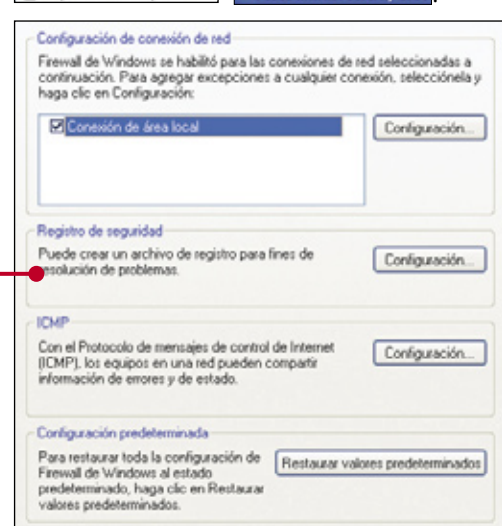 Configuración de conexión de red
Firewall de Windows se habilitó para las conexiones de red seleccionadas a
continuación. Para agregar excepciones a cualquier conexión, selecciónela y
haga clic en Configuración:
Conexión de área local
Configuración...
Registro de seguridad
Puede crear un archivo de registro para fines de
resolución de problemas.
Configuración...
ICMP
Con el Protocolo de mensajes de control de Internet
(ICMP), los equipos en una red pueden compartir
información de errores y de estado.
Configuración...
Configuración predeterminada
Para restaurar toda la configuración de
Firewall de Windows al estado
predeterminado, haga clic en Restaurar
valores predeterminados.
Restaurar valores predeterminados